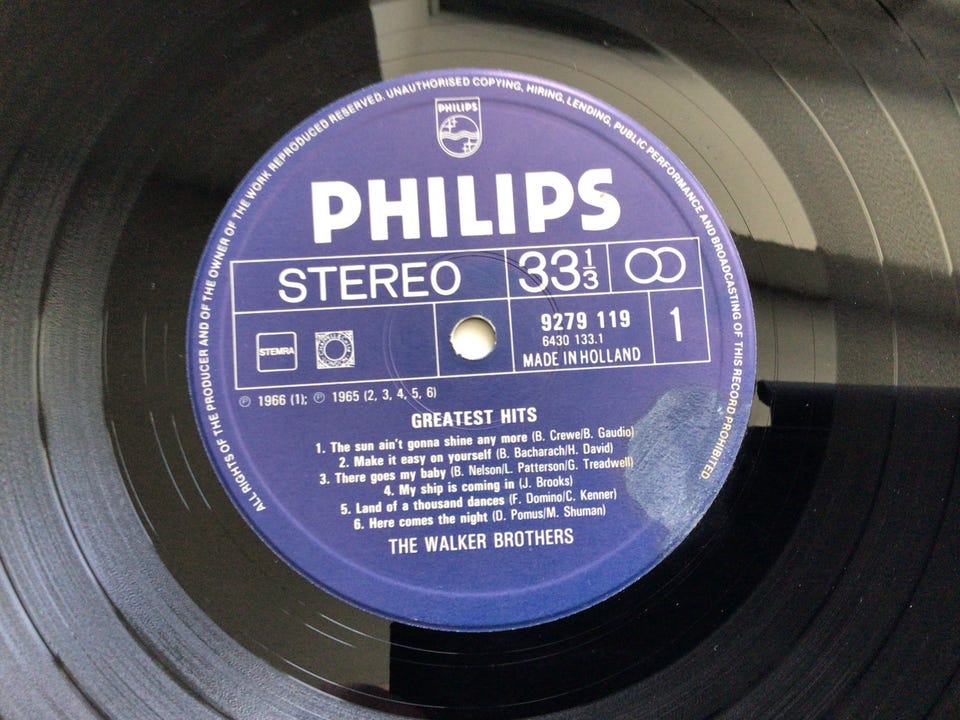 ALL RIGHTS OF THE PRODUCER AND OF THE OWNER OF THE WORK REPRODUCED RESERVED. UNAUTHORISED COPYING, HIRING, LENDING, PUBLIC PERFORMANCE AND BROADCASTING OF THIS RECORD PROHIBITED
PHILIPS
PHILIPS
STEREO 33⅓
STEMRA
9279 119
6430 133.1
MADE IN HOLLAND
1
Ⓟ 1966 (1); Ⓟ 1965 (2, 3, 4, 5, 6)
GREATEST HITS
1. The sun ain't gonna shine any more (B. Crewe/B. Gaudio)
2. Make it easy on yourself (B. Bacharach/H. David)
3. There goes my baby (B. Nelson/L. Patterson/G. Treadwell)
4. My ship is coming in (J. Brooks)
5. Land of a thousand dances (F. Domino/C. Kenner)
6. Here comes the night (D. Pomus/M. Shuman)
THE WALKER BROTHERS